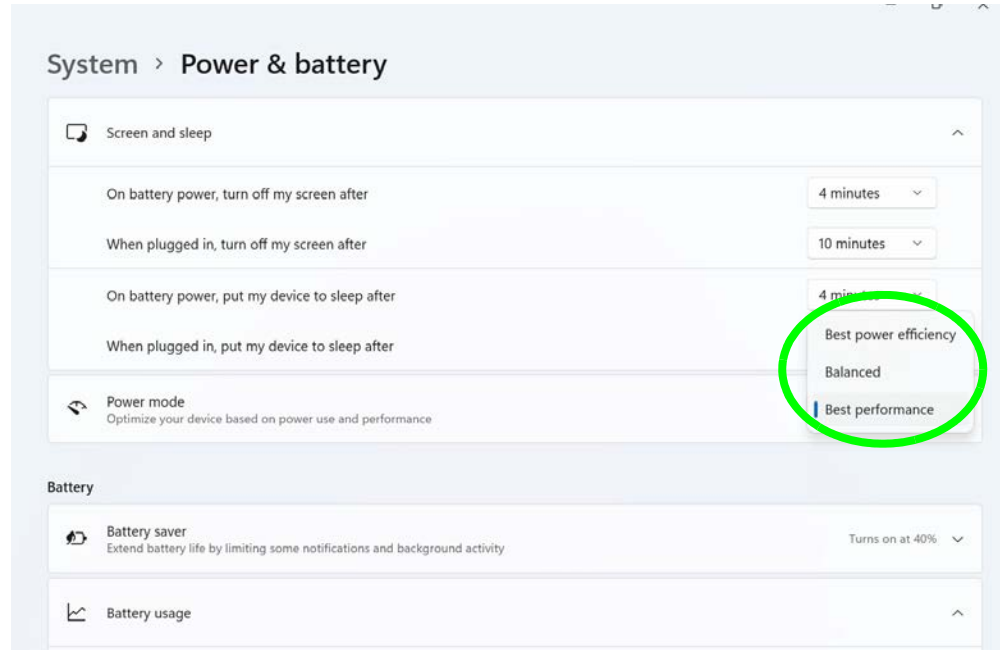 System > Power & battery
Screen and sleep
On battery power, turn off my screen after 4 minutes
When plugged in, turn off my screen after 10 minutes
On battery power, put my device to sleep after 4 minutes
When plugged in, put my device to sleep after
Best power efficiency
Balanced
Best performance
Power mode
Optimize your device based on power use and performance
Battery
Battery saver
Extend battery life by limiting some notifications and background activity
Turns on at 40%
Battery usage